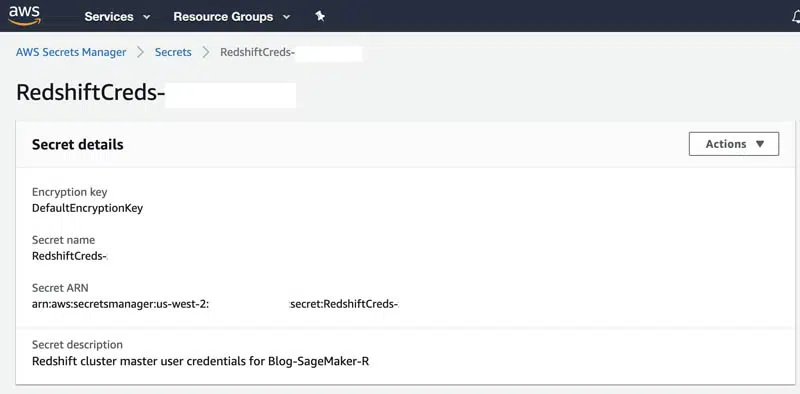 aws Services Resource Groups
AWS Secrets Manager > Secrets > RedshiftCreds-
RedshiftCreds-
Secret details
Actions
Encryption key
DefaultEncryptionKey
Secret name
RedshiftCreds-
Secret ARN
arn:aws:secretsmanager:us-west-2: :secret:RedshiftCreds-
Secret description
Redshift cluster master user credentials for Blog-SageMaker-R